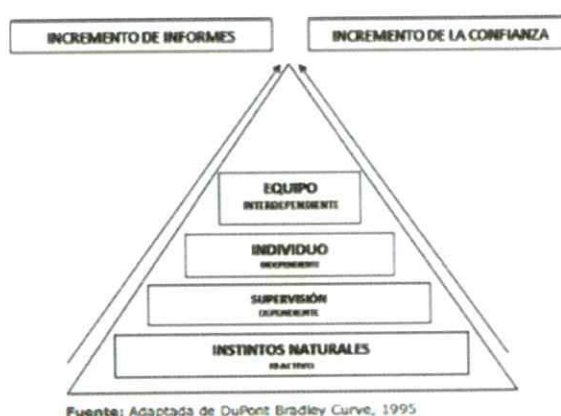 INCREMENTO DE INFORMES
INCREMENTO DE LA CONFIANZA
EQUIPO
INTERDEPENDIENTE
INDIVIDUO
INDEPENDIENTE
SUPERVISIÓN
DEPENDIENTE
INSTINTOS NATURALES
REACTIVO
Fuente: Adaptada de DuPont Bradley Curve, 1995